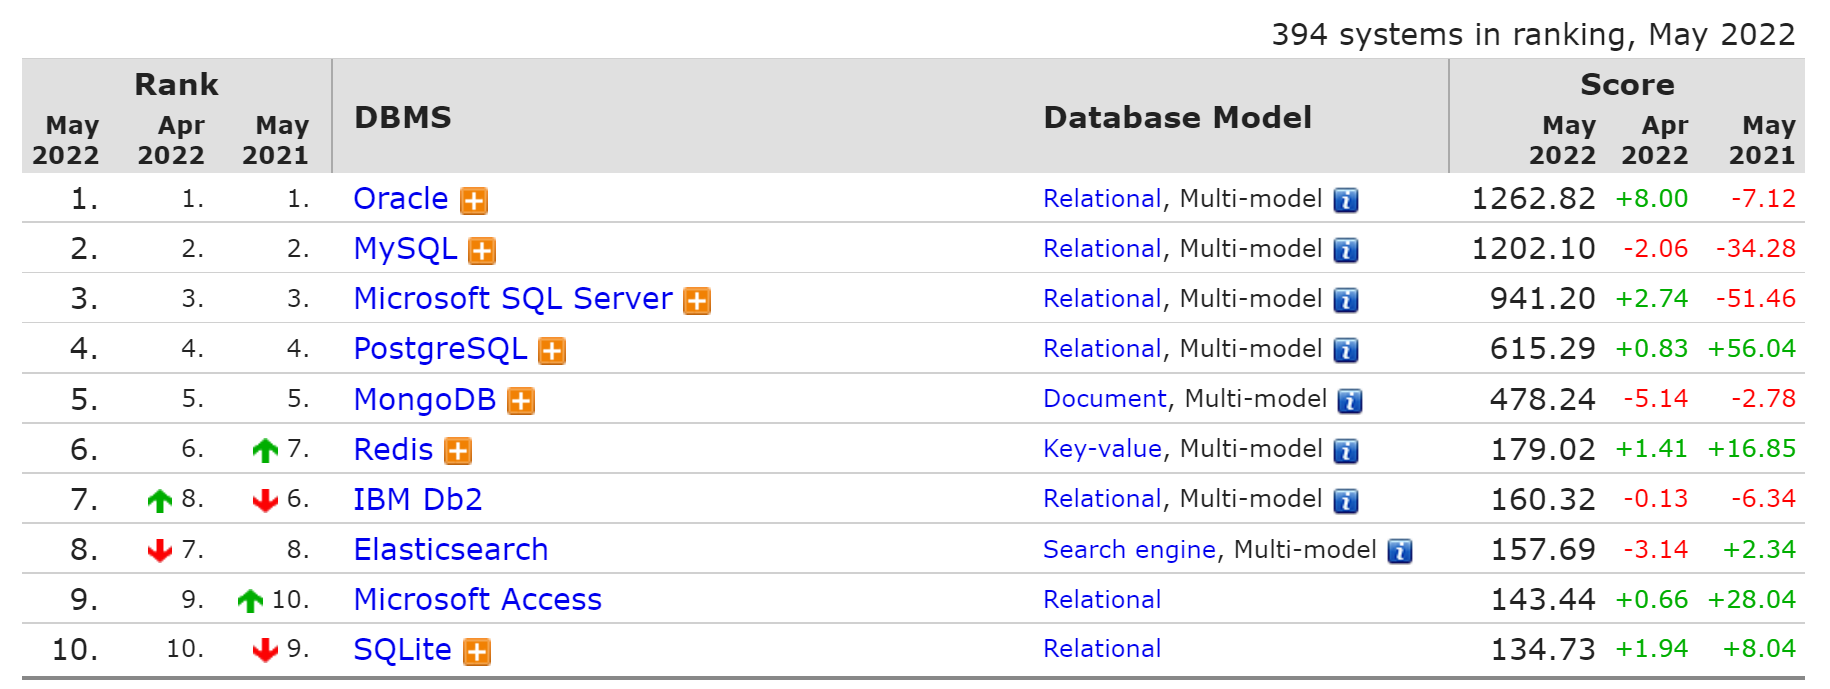 394 systems in ranking, May 2022
Rank DBMS Database Model Score
May 2022 Apr 2022 May 2021 May 2022 Apr 2022 May 2021
1. 1. 1. Oracle Relational, Multi-model 1262.82 +8.00 -7.12
2. 2. 2. MySQL Relational, Multi-model 1202.10 -2.06 -34.28
3. 3. 3. Microsoft SQL Server Relational, Multi-model 941.20 +2.74 -51.46
4. 4. 4. PostgreSQL Relational, Multi-model 615.29 +0.83 +56.04
5. 5. 5. MongoDB Document, Multi-model 478.24 -5.14 -2.78
6. 6. 7. Redis Key-value, Multi-model 179.02 +1.41 +16.85
7. 8. 6. IBM Db2 Relational, Multi-model 160.32 -0.13 -6.34
8. 7. 8. Elasticsearch Search engine, Multi-model 157.69 -3.14 +2.34
9. 9. 10. Microsoft Access Relational 143.44 +0.66 +28.04
10. 10. 9. SQLite Relational 134.73 +1.94 +8.04